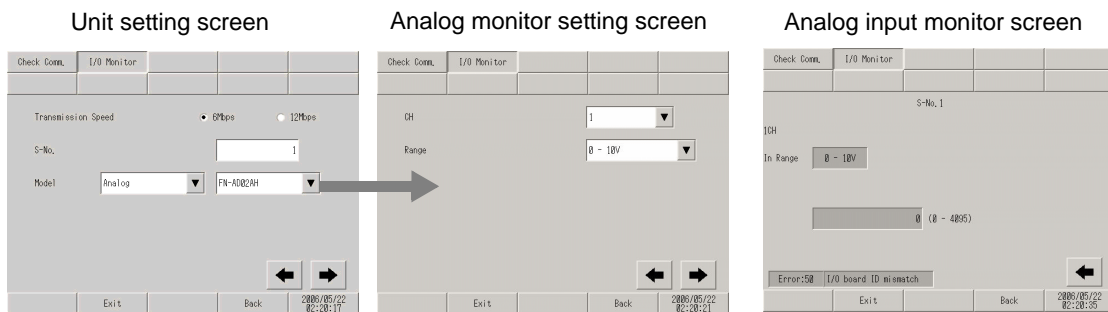 Unit setting screen
Check Comm. I/O Monitor
Transmission Speed 6Mbps 12Mbps
S-No. 1
Model Analog FN-AD02AH
Exit Back 2006/05/22 02:20:17
Analog monitor setting screen
Check Comm. I/O Monitor
CH 1
Range 0 - 10V
Exit Back 2006/05/22 02:20:21
Analog input monitor screen
Check Comm. I/O Monitor
S-No.1
1CH
In Range 0 - 10V
0 (0 - 4095)
Error:50 I/O board ID mismatch
Exit Back 2006/05/22 02:20:35